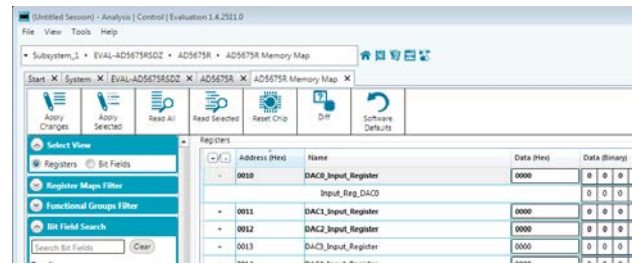 (Untitled Session) - Analysis | Control | Evaluation 1.4.2511.0
File View Tools Help
Subsystem_1 EVAL-AD5675RSDZ AD5675R AD5675R Memory Map
Start X System X EVAL-AD5675RSDZ X AD5675R X AD5675R Memory Map X
Apply Changes Apply Selected Read All Read Selected Reset Chip Diff Software Defaults
Select View
Registers Bit Fields
Register Maps Filter
Functional Groups Filter
Bit Field Search
Search Bit Fields Clear
Registers
+/- Address (Hex) Name Data (Hex) Data (Binary)
- 0010 DAC0_Input_Register 0000 0 0 0
Input_Reg_DAC0 0 0 0
+ 0011 DAC1_Input_Register 0000 0 0 0
+ 0012 DAC2_Input_Register 0000 0 0 0
+ 0013 DAC3_Input_Register 0000 0 0 0